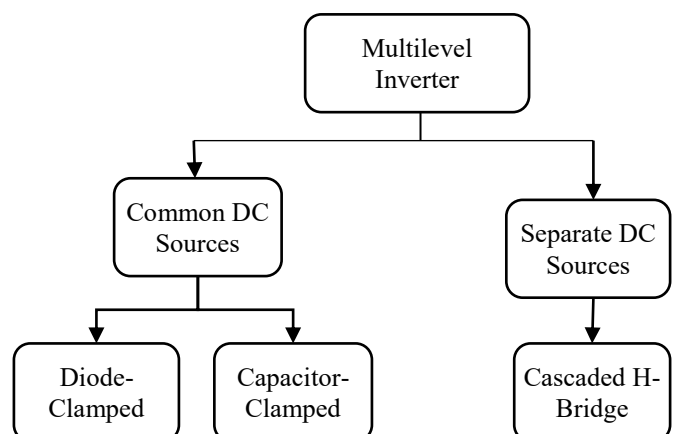 Multilevel
Inverter
Common DC
Sources
Separate DC
Sources
Diode-
Clamped
Capacitor-
Clamped
Cascaded H-
Bridge